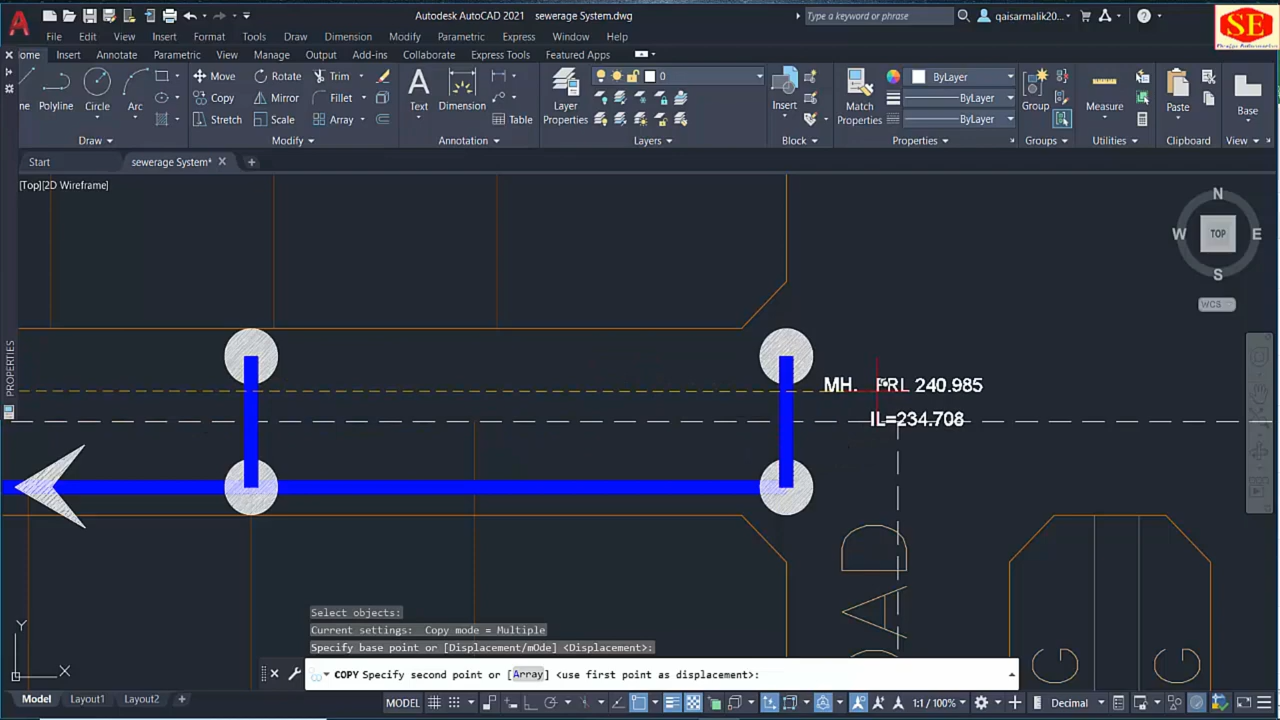 Autodesk AutoCAD 2021 sewerage System.dwg
Type a keyword or phrase
qaisarmalik20...
SE
File Edit View Insert Format Tools Draw Dimension Modify Parametric Express Window Help
ome Insert Annotate Parametric View Manage Output Add-ins Collaborate Express Tools Featured Apps
Move Rotate Trim
0
ByLayer
Polyline Circle Arc
Copy Mirror Fillet
Text Dimension
Layer Properties
Insert
Match Properties
ByLayer
Group Measure Paste Base
Stretch Scale Array
Table
ByLayer
Draw Modify Annotation Layers Block Properties Groups Utilities Clipboard View
Start sewerage System*
[Top][2D Wireframe]
N
W TOP E
S
WCS
PROPERTIES
MH. PRL 240.985
IL=234.708
AD
G G
Select objects:
Current settings: Copy mode = Multiple
Specify base point or [Displacement/mOde] <Displacement>:
COPY Specify second point or [Array] <use first point as displacement>:
Y
X
Model Layout1 Layout2
MODEL 1:1 / 100% Decimal